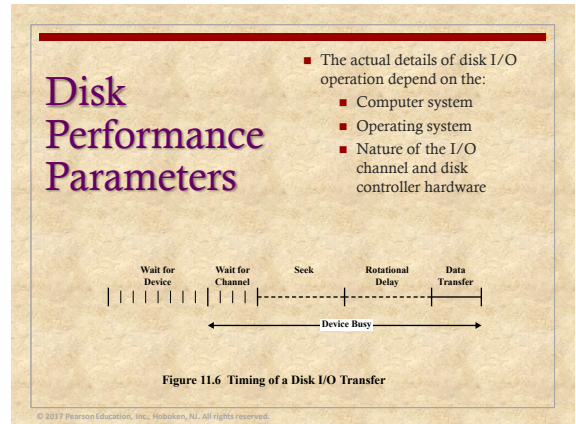 Disk
Performance
Parameters
■ The actual details of disk I/O
operation depend on the:
■ Computer system
■ Operating system
■ Nature of the I/O
channel and disk
controller hardware
Wait for
Device
Wait for
Channel
Seek
Rotational
Delay
Data
Transfer
Device Busy
Figure 11.6 Timing of a Disk I/O Transfer
© 2017 Pearson Education, Inc., Hoboken, NJ. All rights reserved.